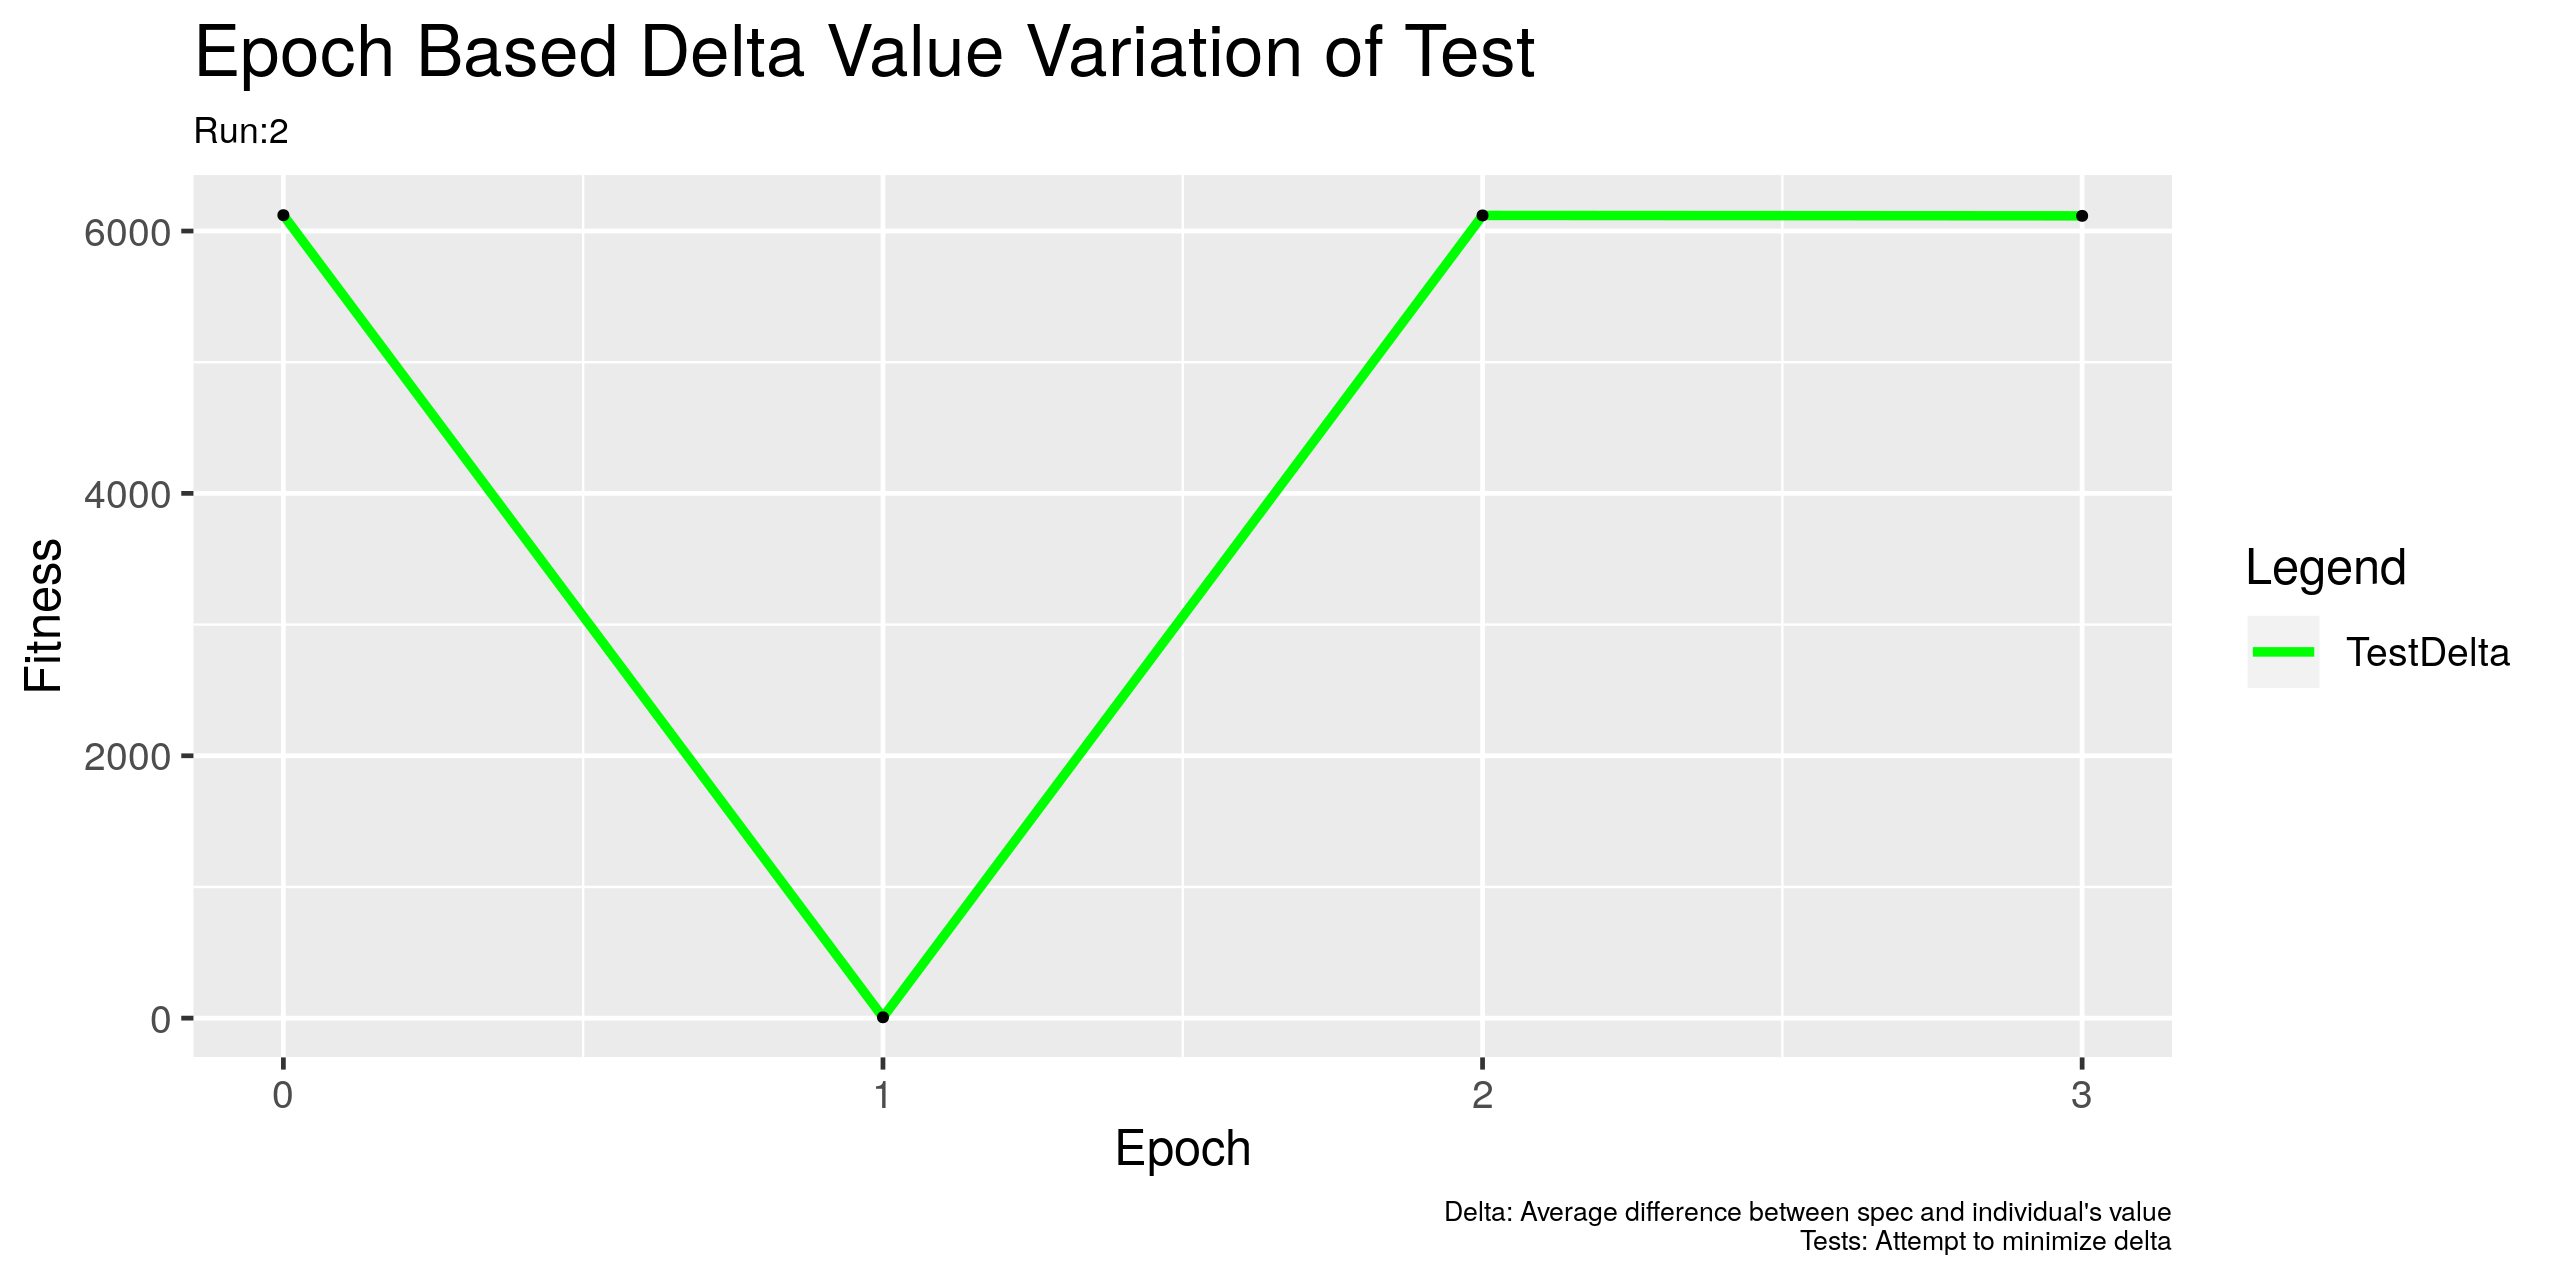 Epoch Based Delta Value Variation of Test
Run:2
6000
4000
2000
0
Fitness
0 1 2 3
Epoch
Legend
TestDelta
Delta: Average difference between spec and individual's value
Tests: Attempt to minimize delta